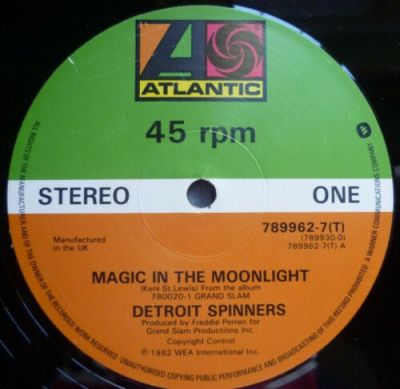 ATLANTIC
45 rpm
STEREO
ONE
789962-7(T)
(789930-0)
789962-7(T) A
Manufactured
in the UK
MAGIC IN THE MOONLIGHT
(Keni St.Lewis) From the album
780020-1 GRAND SLAM
DETROIT SPINNERS
Produced by Freddie Perren for
Grand Slam Productions Inc.
Copyright Control
℗ 1982 WEA International Inc.
ALL RIGHTS OF THE MANUFACTURER AND OF THE OWNER OF THE RECORDED WORK RESERVED UNAUTHORISED COPYING PUBLIC PERFORMANCE AND BROADCASTING OF THIS RECORD PROHIBITED A WARNER COMMUNICATIONS COMPANY